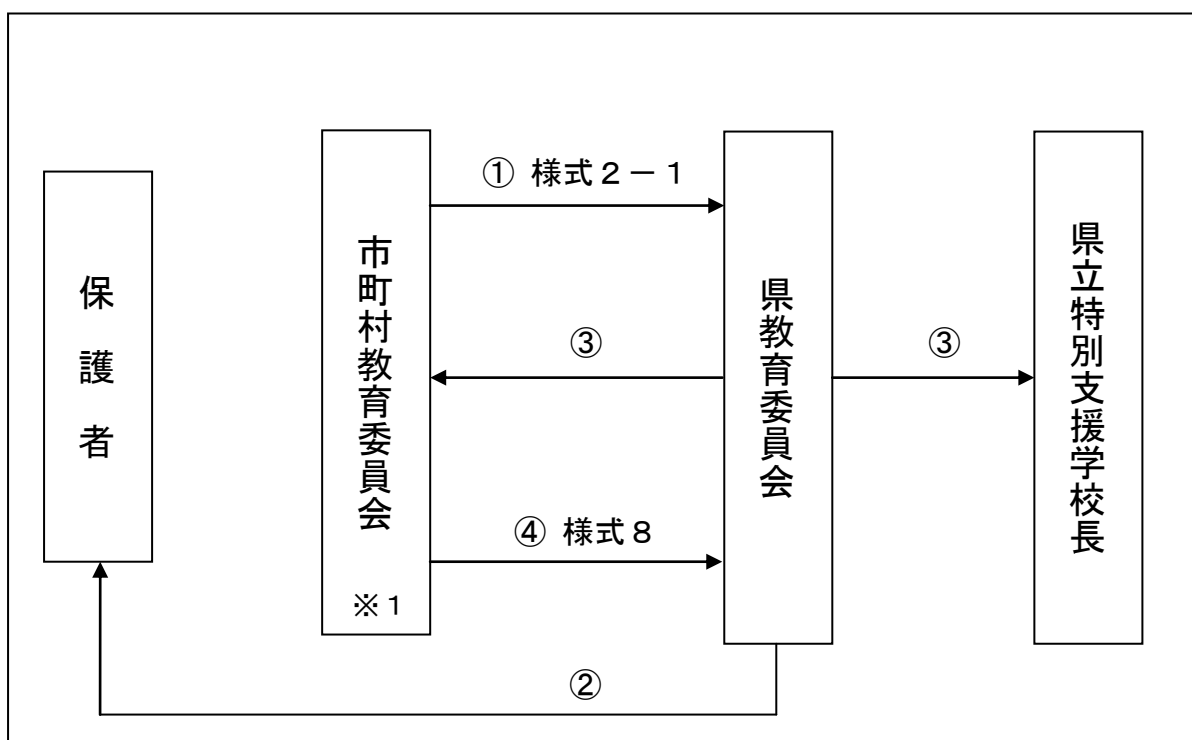 保護者
市町村教育委員会
※1
① 様式2－1
③
④ 様式8
県教育委員会
③
県立特別支援学校長
②